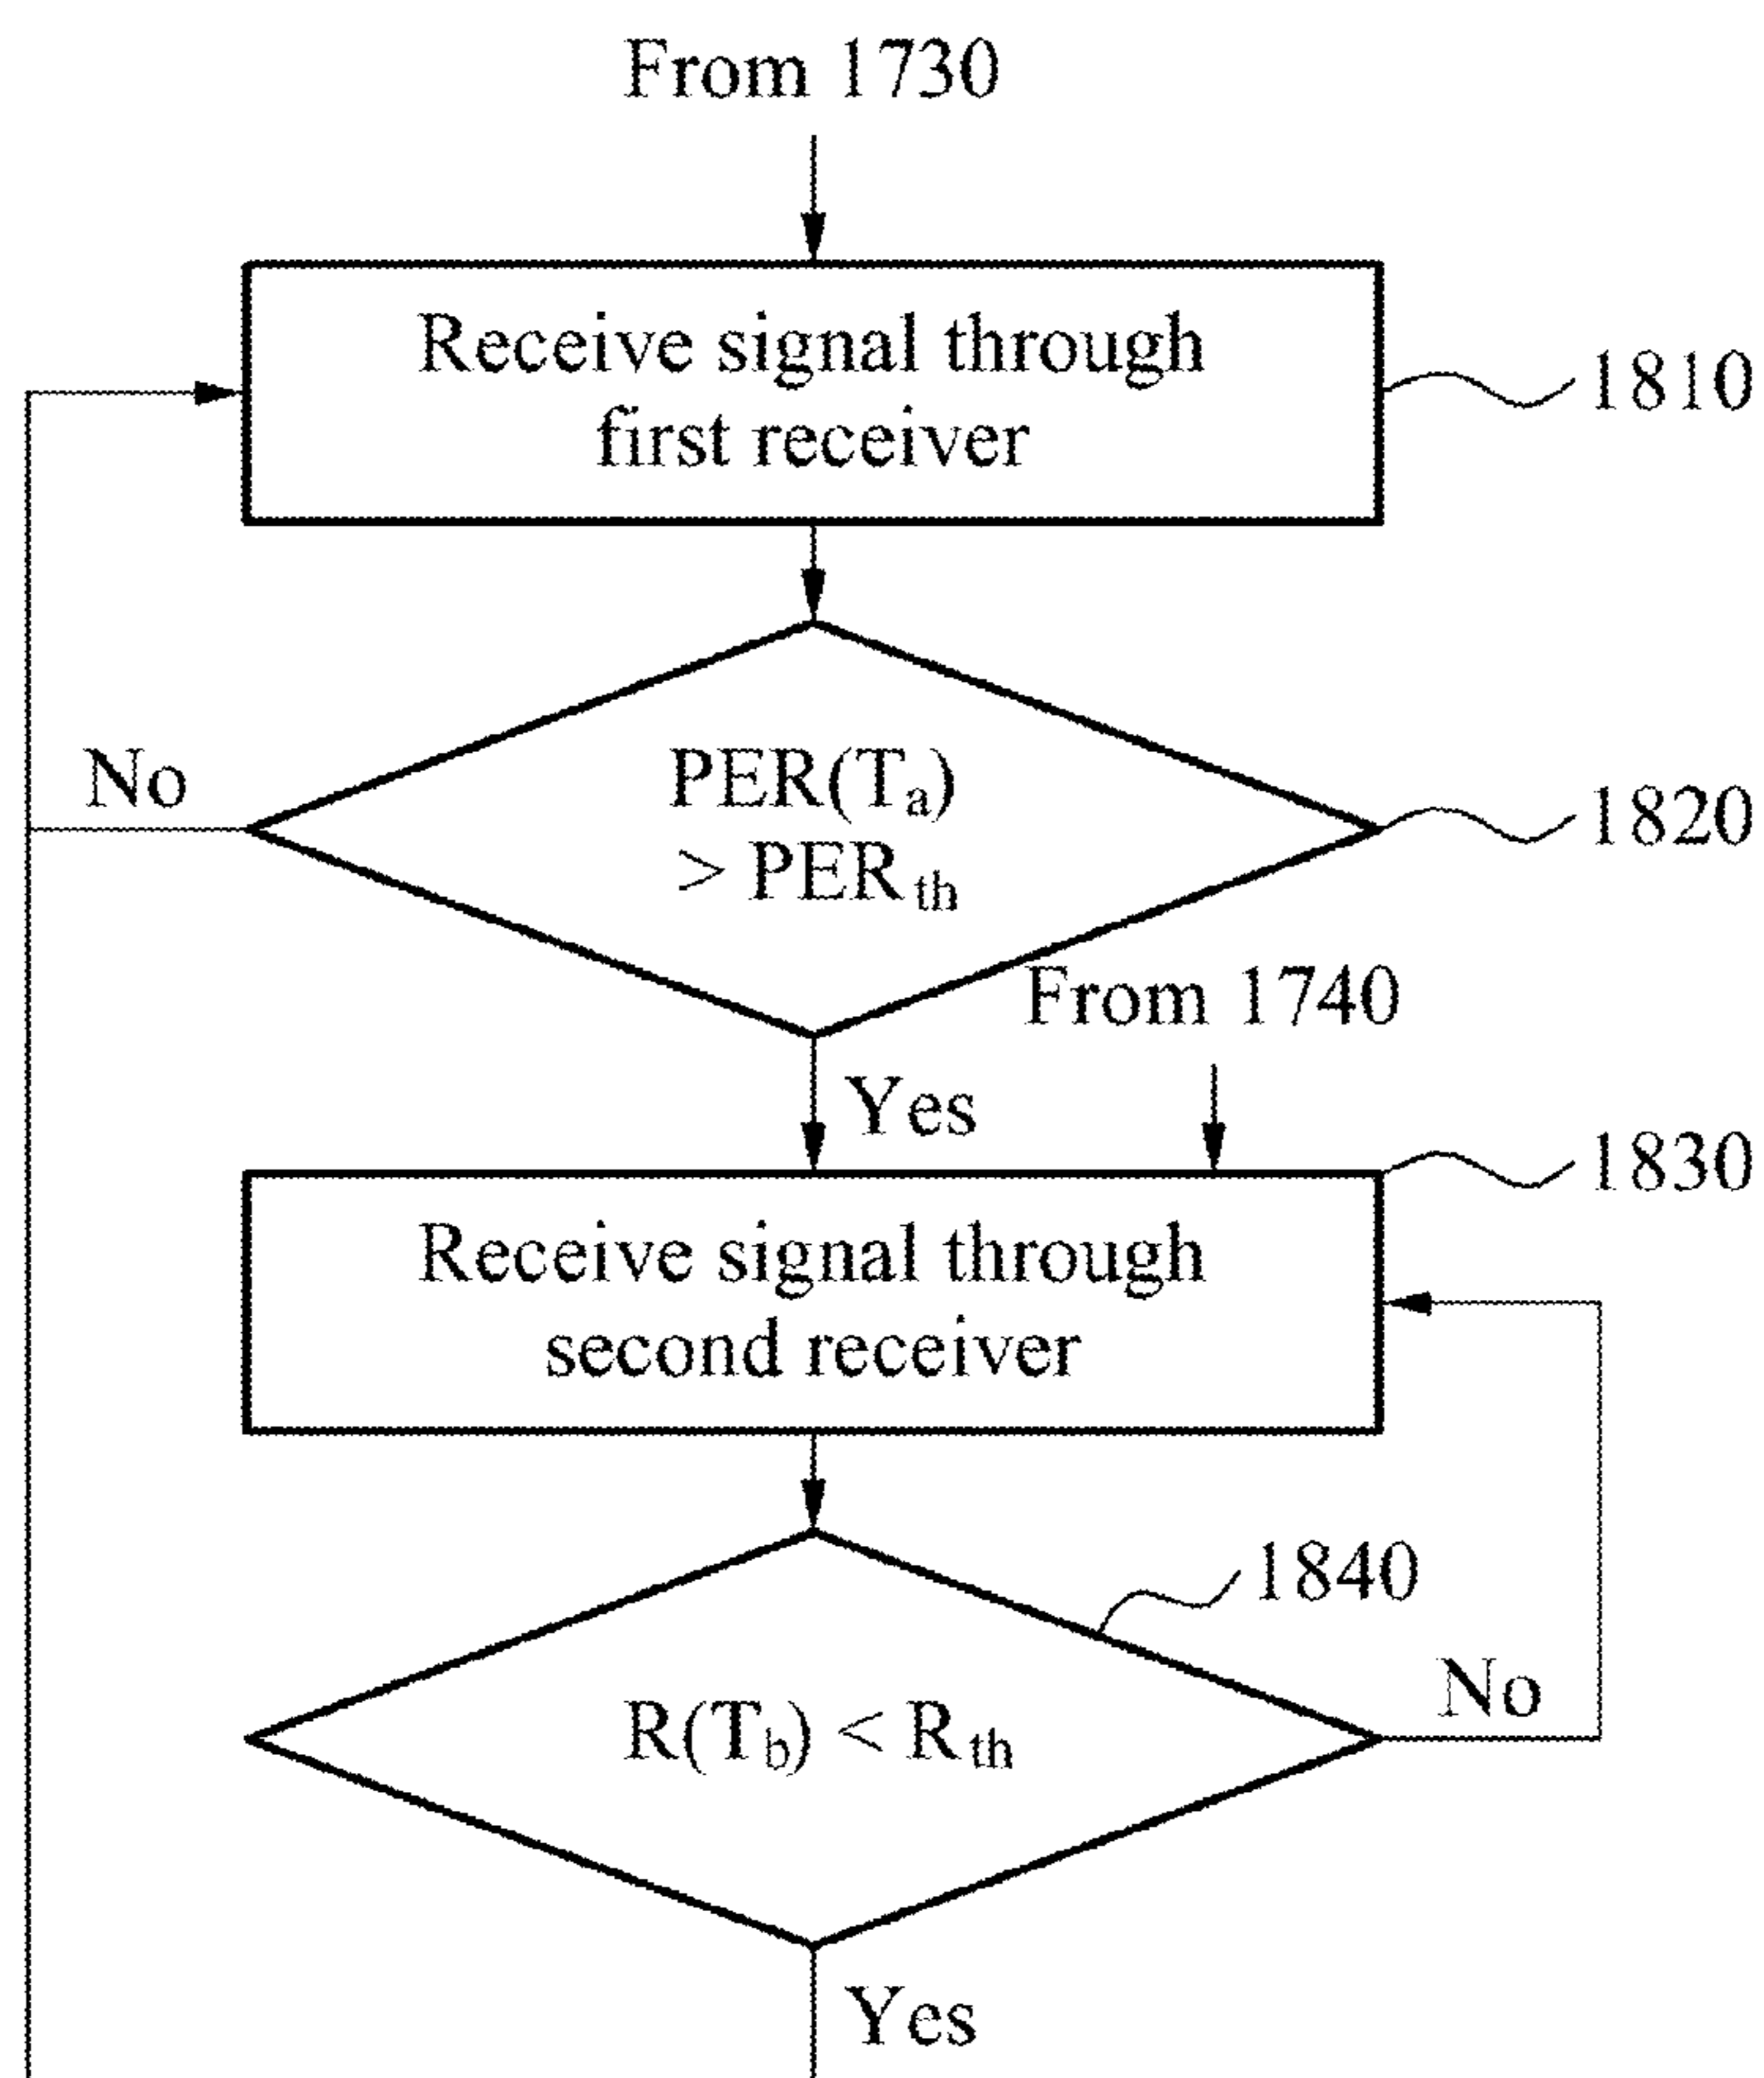 From 1730
Receive signal through
first receiver
1810
No
PER(Ta)
> PERth
1820
From 1740
Yes
1830
Receive signal through
second receiver
1840
R(Tb) < Rth
No
Yes